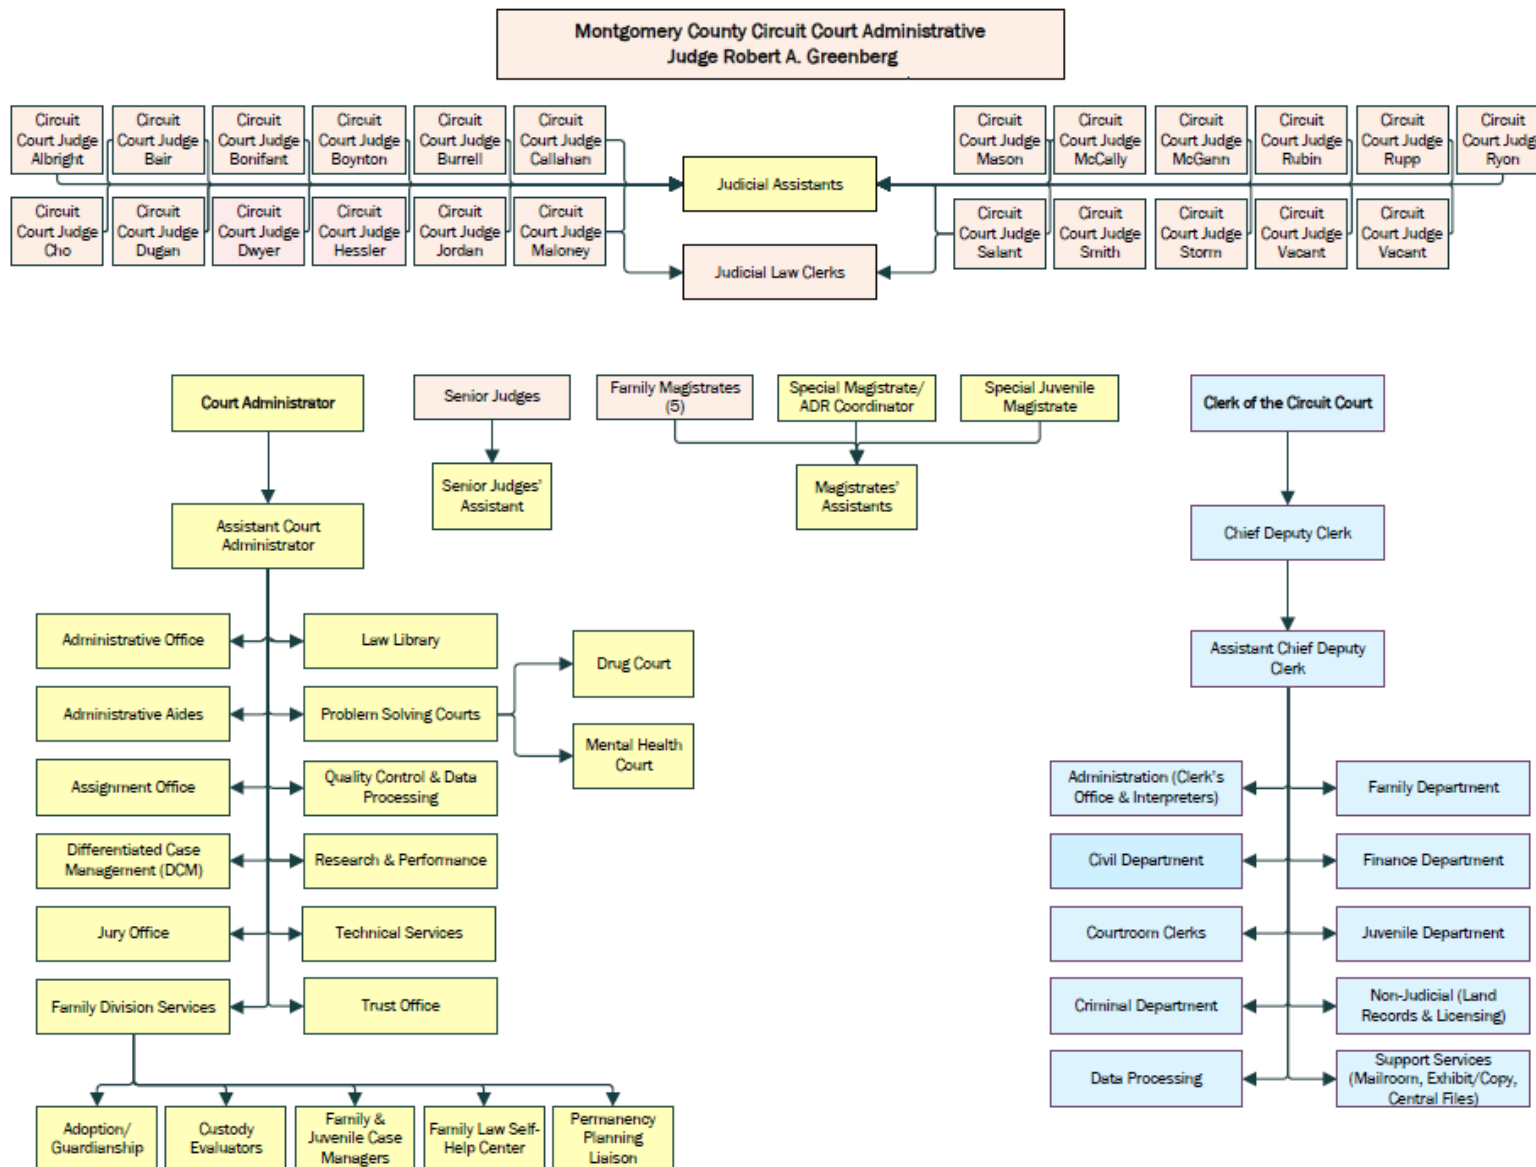 Montgomery County Circuit Court Administrative
Judge Robert A. Greenberg
Circuit
Court Judge
Albright
Circuit
Court Judge
Bair
Circuit
Court Judge
Bonifant
Circuit
Court Judge
Boynton
Circuit
Court Judge
Burrell
Circuit
Court Judge
Callahan
Circuit
Court Judge
Mason
Circuit
Court Judge
McCally
Circuit
Court Judge
McGann
Circuit
Court Judge
Rubin
Circuit
Court Judge
Rupp
Circuit
Court Judge
Ryon
Judicial Assistants
Circuit
Court Judge
Cho
Circuit
Court Judge
Dugan
Circuit
Court Judge
Dwyer
Circuit
Court Judge
Hessler
Circuit
Court Judge
Jordan
Circuit
Court Judge
Maloney
Circuit
Court Judge
Salant
Circuit
Court Judge
Smith
Circuit
Court Judge
Storm
Circuit
Court Judge
Vacant
Circuit
Court Judge
Vacant
Judicial Law Clerks
Court Administrator
Senior Judges
Family Magistrates
(5)
Special Magistrate/
ADR Coordinator
Special Juvenile
Magistrate
Clerk of the Circuit Court
Senior Judges'
Assistant
Magistrates'
Assistants
Assistant Court
Administrator
Chief Deputy Clerk
Administrative Office
Law Library
Drug Court
Assistant Chief Deputy
Clerk
Administrative Aides
Problem Solving Courts
Mental Health
Court
Assignment Office
Quality Control & Data
Processing
Administration (Clerk's
Office & Interpreters)
Family Department
Differentiated Case
Management (DCM)
Research & Performance
Civil Department
Finance Department
Jury Office
Technical Services
Courtroom Clerks
Juvenile Department
Family Division Services
Trust Office
Criminal Department
Non-Judicial (Land
Records & Licensing)
Data Processing
Support Services
(Mailroom, Exhibit/Copy,
Central Files)
Adoption/
Guardianship
Custody
Evaluators
Family &
Juvenile Case
Managers
Family Law Self-
Help Center
Permanency
Planning
Liaison